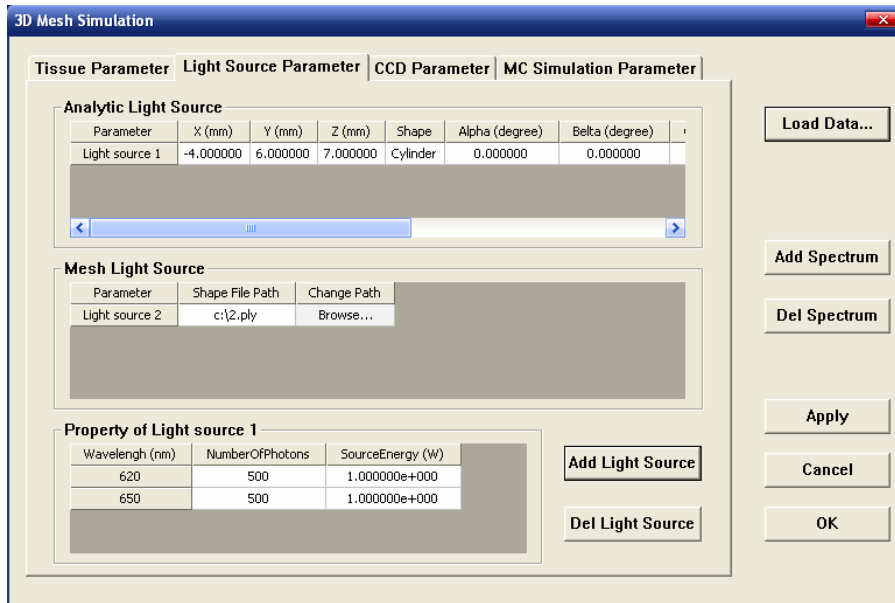 3D Mesh Simulation
Tissue Parameter Light Source Parameter CCD Parameter MC Simulation Parameter
Analytic Light Source
Parameter X (mm) Y (mm) Z (mm) Shape Alpha (degree) Belta (degree)
Light source 1 -4.000000 6.000000 7.000000 Cylinder 0.000000 0.000000
Load Data...
Mesh Light Source
Parameter Shape File Path Change Path
Light source 2 c:\2.ply Browse...
Add Spectrum
Del Spectrum
Property of Light source 1
Wavelengh (nm) NumberOfPhotons SourceEnergy (W)
620 500 1.000000e+000
650 500 1.000000e+000
Add Light Source
Del Light Source
Apply
Cancel
OK